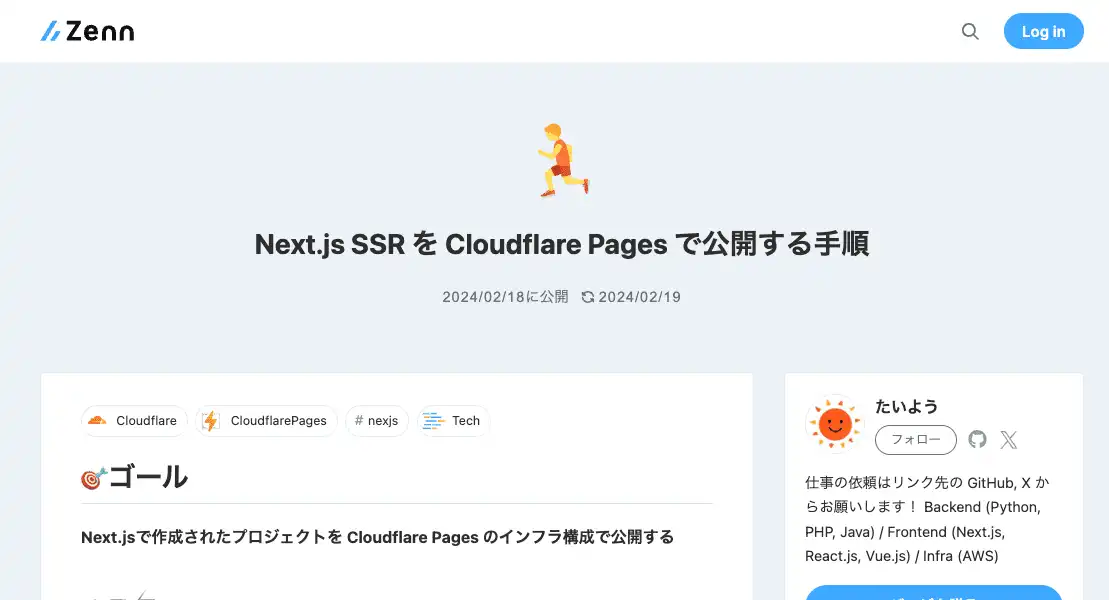 Zenn
Log in
Next.js SSR を Cloudflare Pages で公開する手順
2024/02/18に公開 2024/02/19
Cloudflare
CloudflarePages
# nexjs
Tech
ゴール
Next.jsで作成されたプロジェクトを Cloudflare Pages のインフラ構成で公開する
たいよう
フォロー
仕事の依頼はリンク先の GitHub, X か
らお願いします！ Backend (Python,
PHP, Java) / Frontend (Next.js,
React.js, Vue.js) / Infra (AWS)